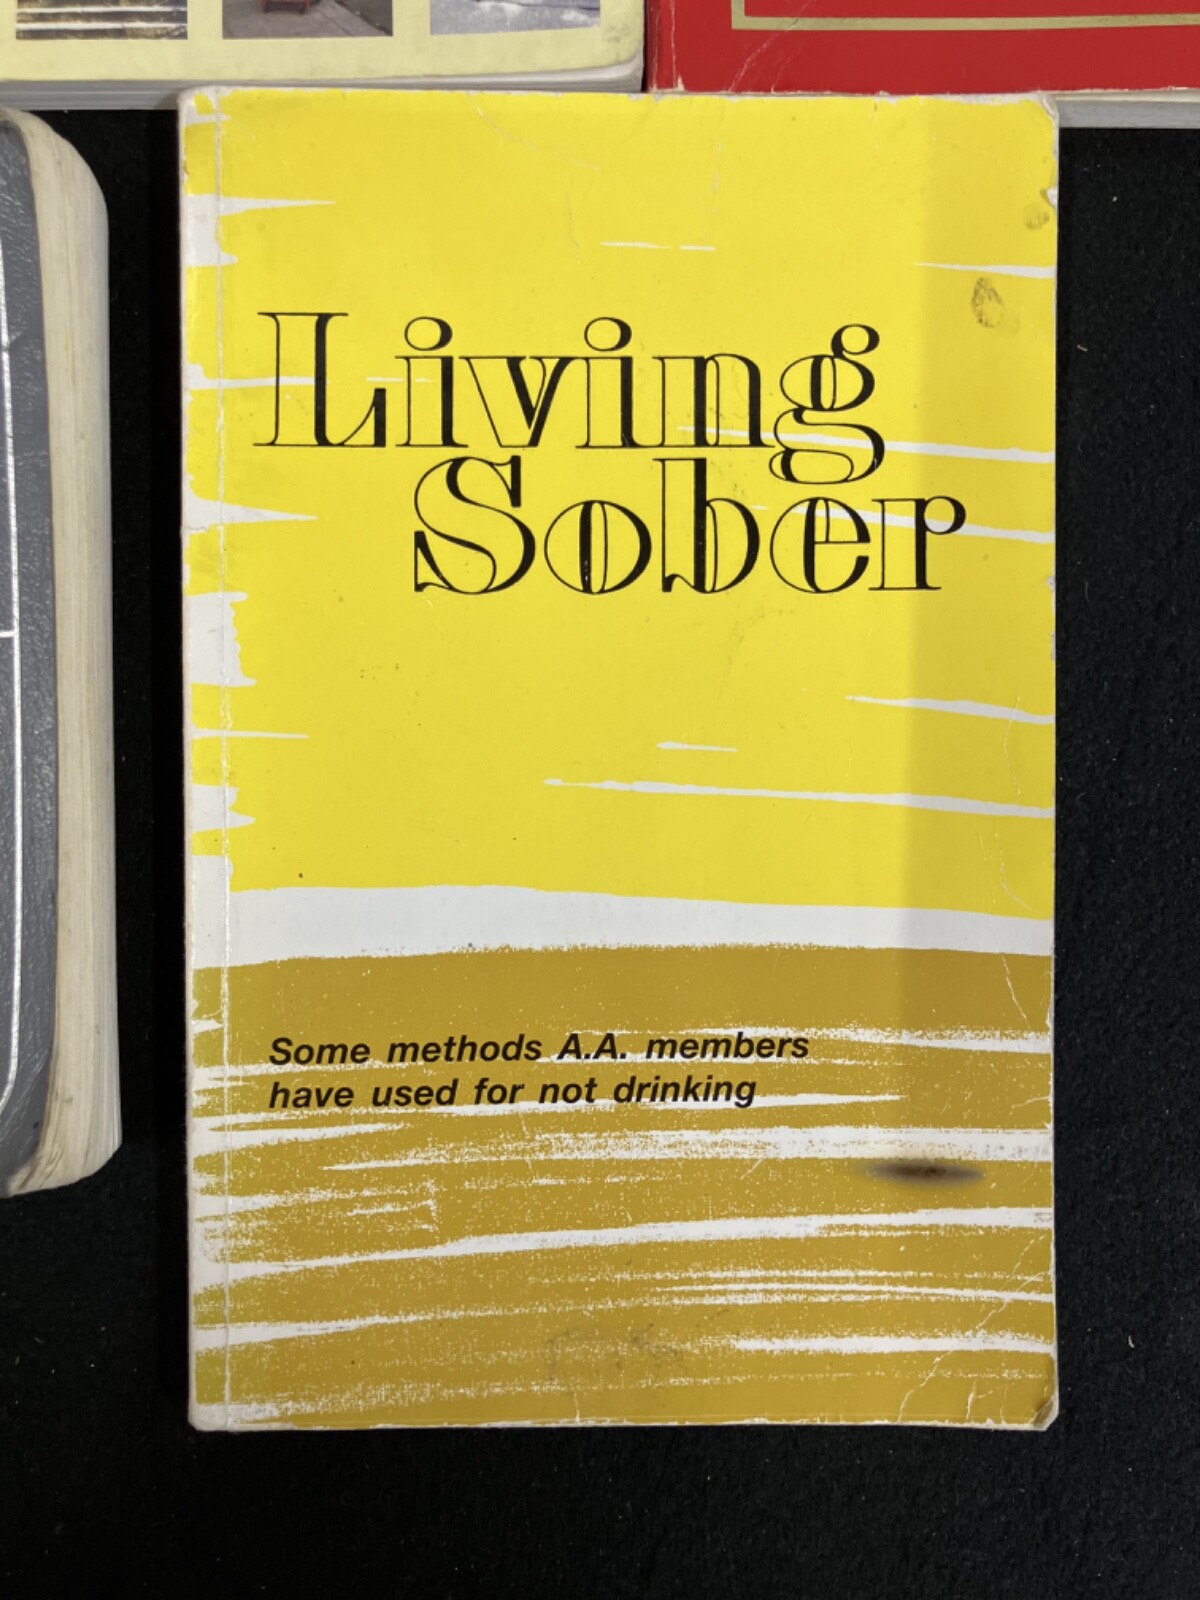 Living
Sober
Some methods A.A. members
have used for not drinking